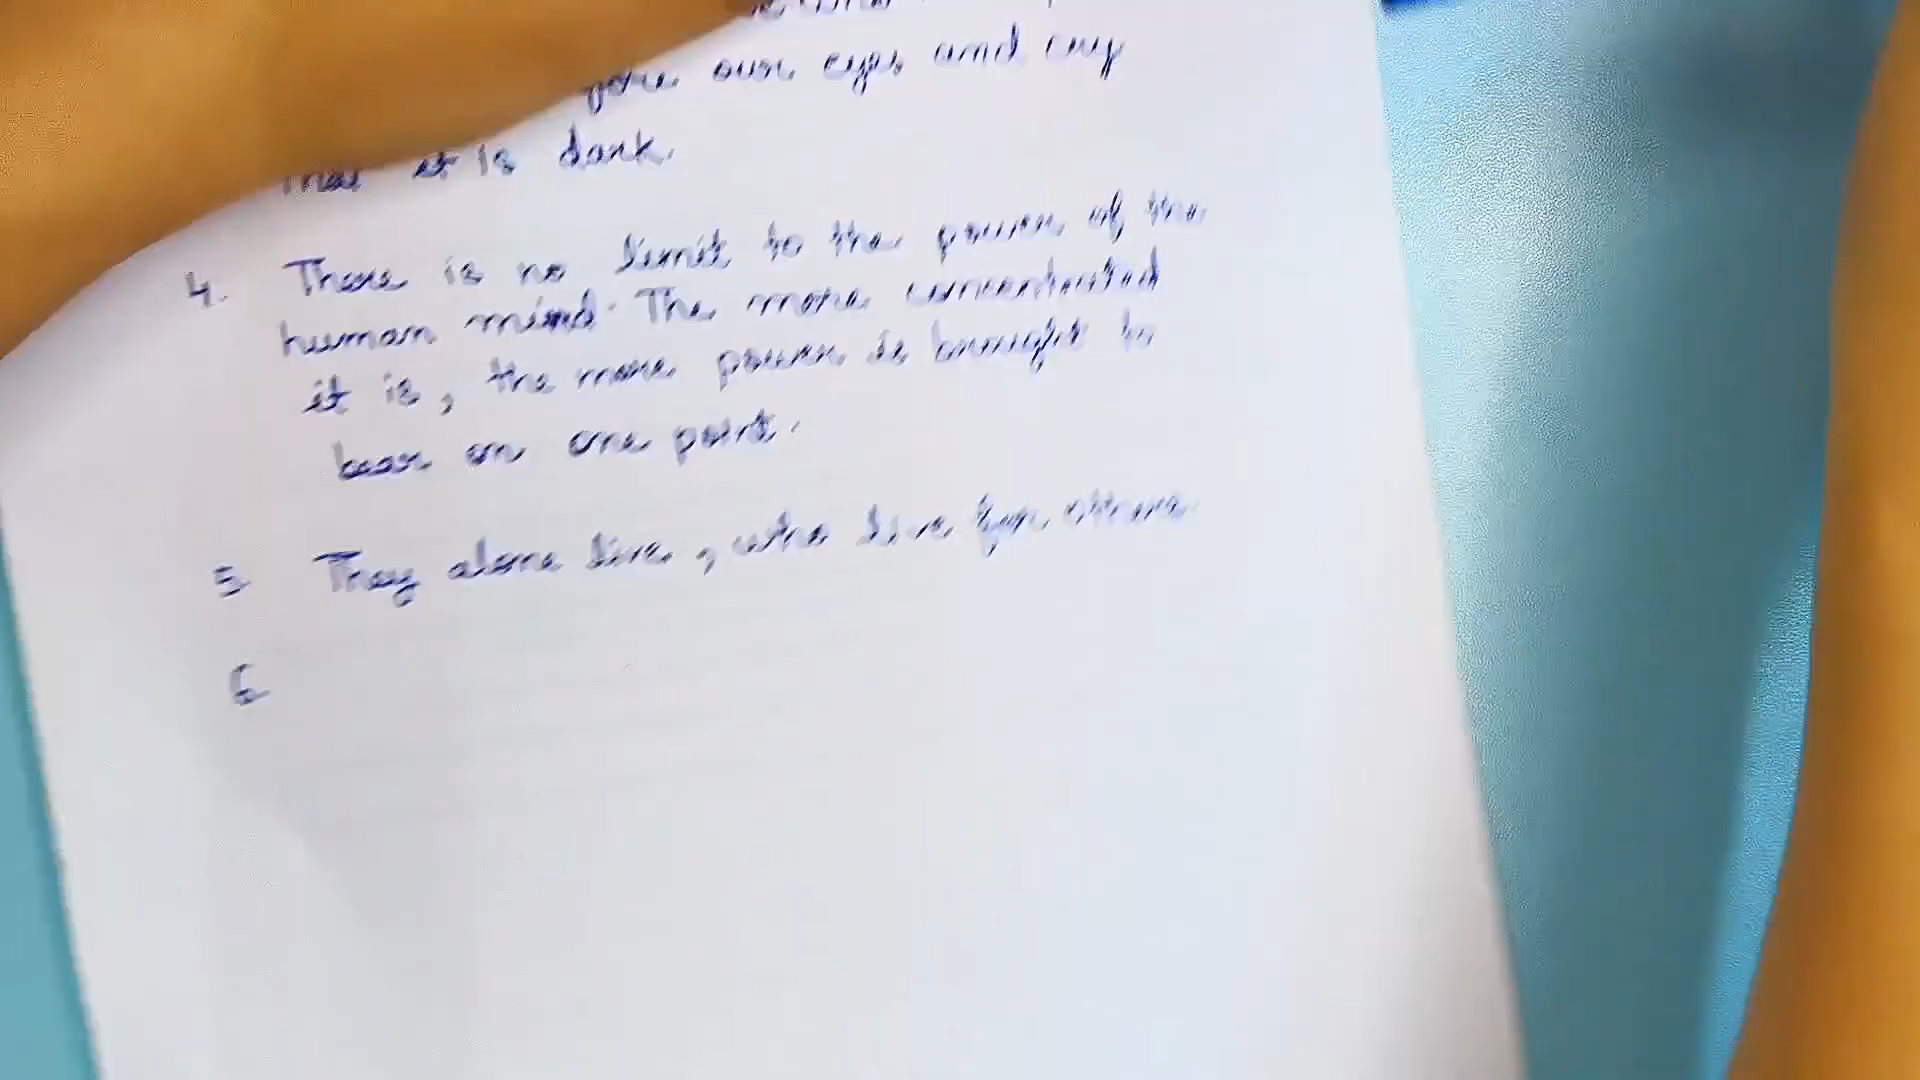 our eyes and cry
that it is dark.
4. There is no limit to the power of the
human mind. The more concentrated
it is, the more power is brought to
bear on one point.
5 They alone live, who live for others
6